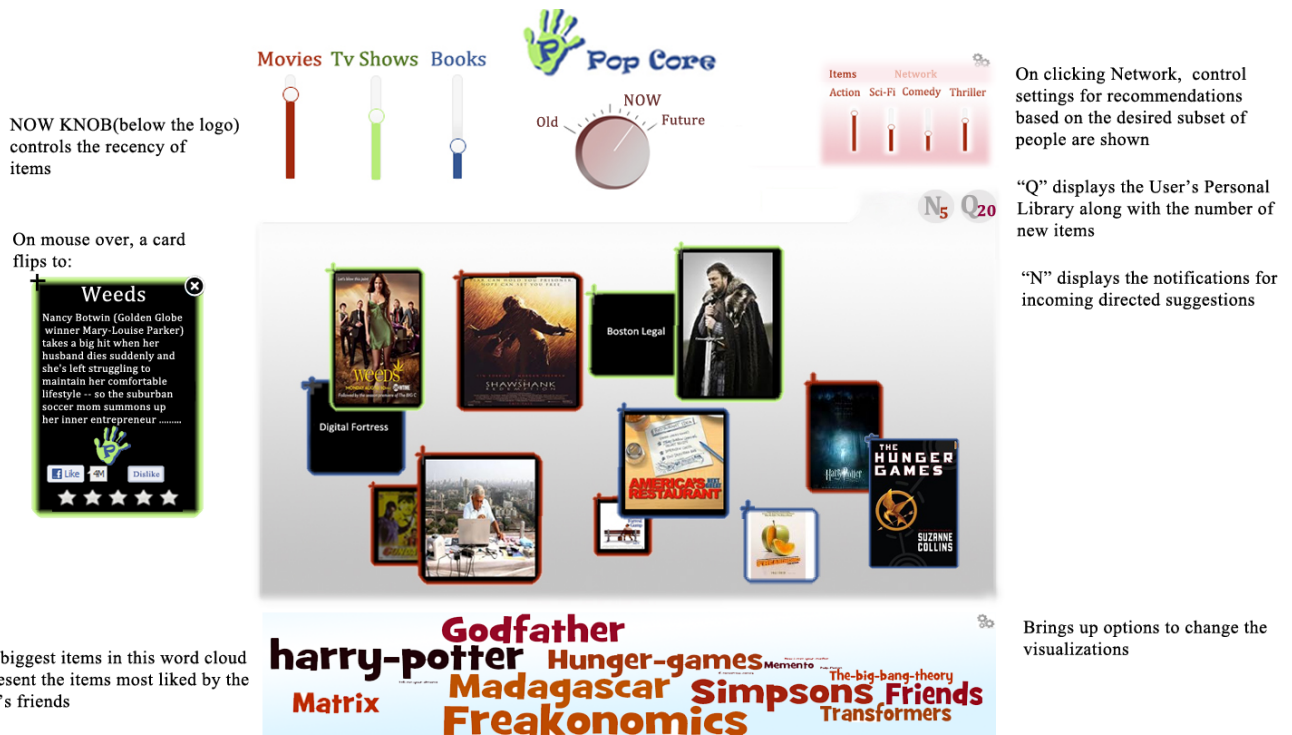 Movies Tv Shows Books
P Pop Core
Old NOW Future
Items Network
Action Sci-Fi Comedy Thriller
NOW KNOB(below the logo)
controls the recency of
items
On clicking Network, control
settings for recommendations
based on the desired subset of
people are shown
"Q" displays the User's Personal
Library along with the number of
new items
"N" displays the notifications for
incoming directed suggestions
N5 Q20
On mouse over, a card
flips to:
Weeds
Nancy Botwin (Golden Globe
winner Mary-Louise Parker)
takes a big hit when her
husband dies suddenly and
she's left struggling to
maintain her comfortable
lifestyle -- so the suburban
soccer mom summons up
her inner entrepreneur .........
P
Like 4M Dislike
weeds
SHAWSHANK
Boston Legal
Digital Fortress
AMERICA'S NEXT GREAT
RESTAURANT
Harry Potter
THE
HUNGER
GAMES
SUZANNE
COLLINS
biggest items in this word cloud
esent the items most liked by the
's friends
Godfather
harry-potter
Hunger-games
Memento
The-big-bang-theory
Madagascar
Simpsons
Friends
Matrix
Freakonomics
Transformers
Brings up options to change the
visualizations